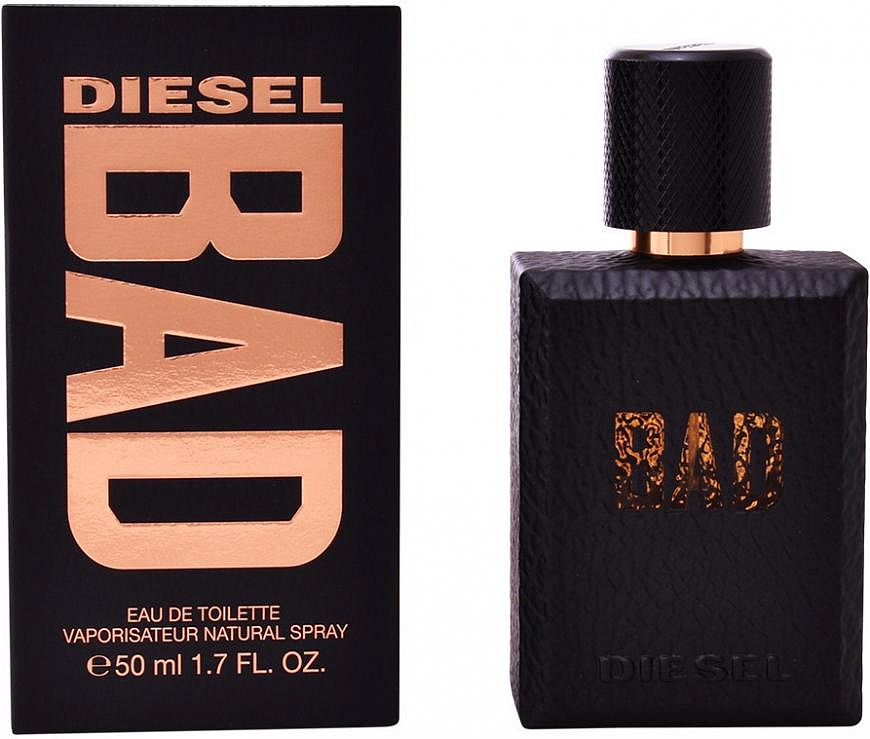 DIESEL
BAD
EAU DE TOILETTE
VAPORISATEUR NATURAL SPRAY
℮50 ml 1.7 FL. OZ.
BAD
DIESEL